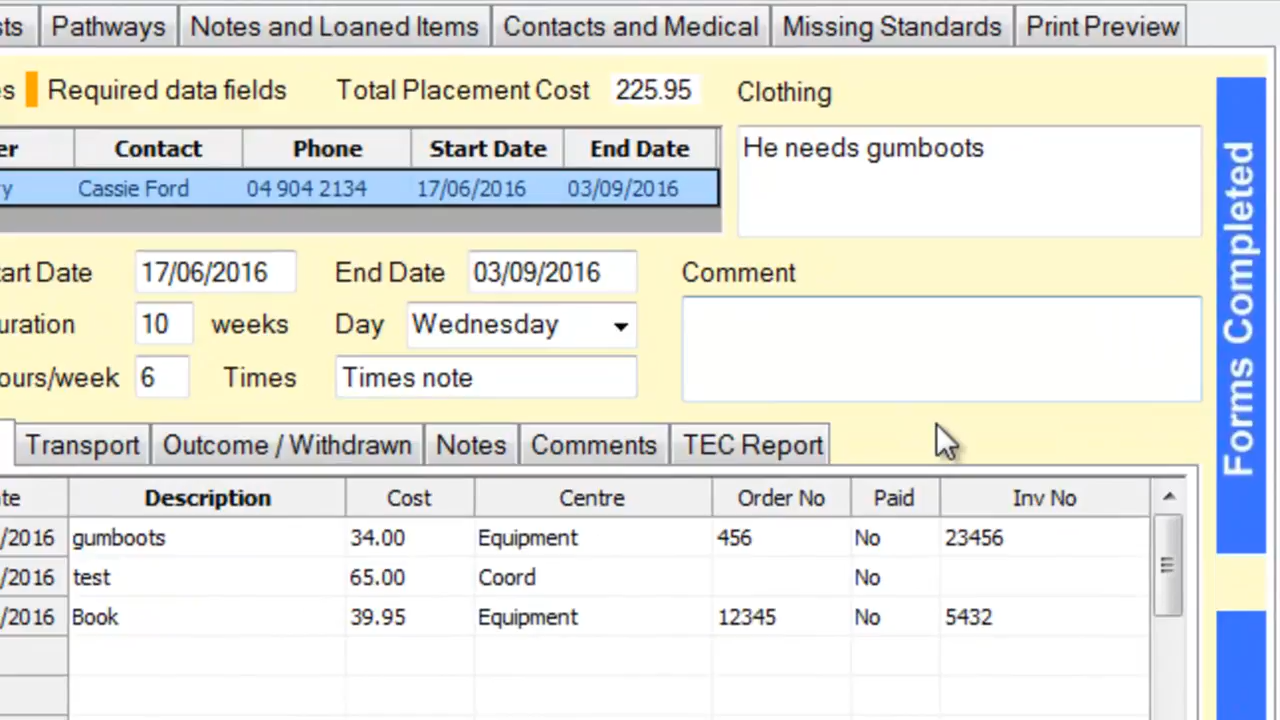 Pathways Notes and Loaned Items Contacts and Medical Missing Standards Print Preview
Required data fields Total Placement Cost 225.95 Clothing
Contact Phone Start Date End Date
He needs gumboots
Cassie Ford 04 904 2134 17/06/2016 03/09/2016
Date 17/06/2016 End Date 03/09/2016 Comment
10 weeks Day Wednesday
6 Times Times note
Transport Outcome / Withdrawn Notes Comments TEC Report
Description Cost Centre Order No Paid Inv No
/2016 gumboots 34.00 Equipment 456 No 23456
/2016 test 65.00 Coord No
/2016 Book 39.95 Equipment 12345 No 5432
Forms Completed